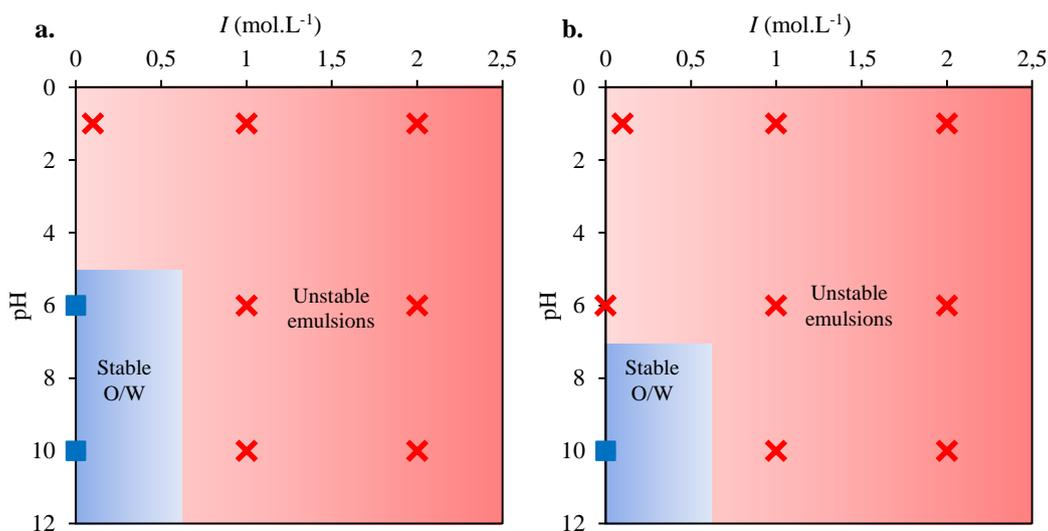 a.
I (mol.L-1)
0 0,5 1 1,5 2 2,5
0
2
4
6
8
10
12
pH
Unstable
emulsions
Stable
O/W
b.
I (mol.L-1)
0 0,5 1 1,5 2 2,5
0
2
4
6
8
10
12
pH
Unstable
emulsions
Stable
O/W